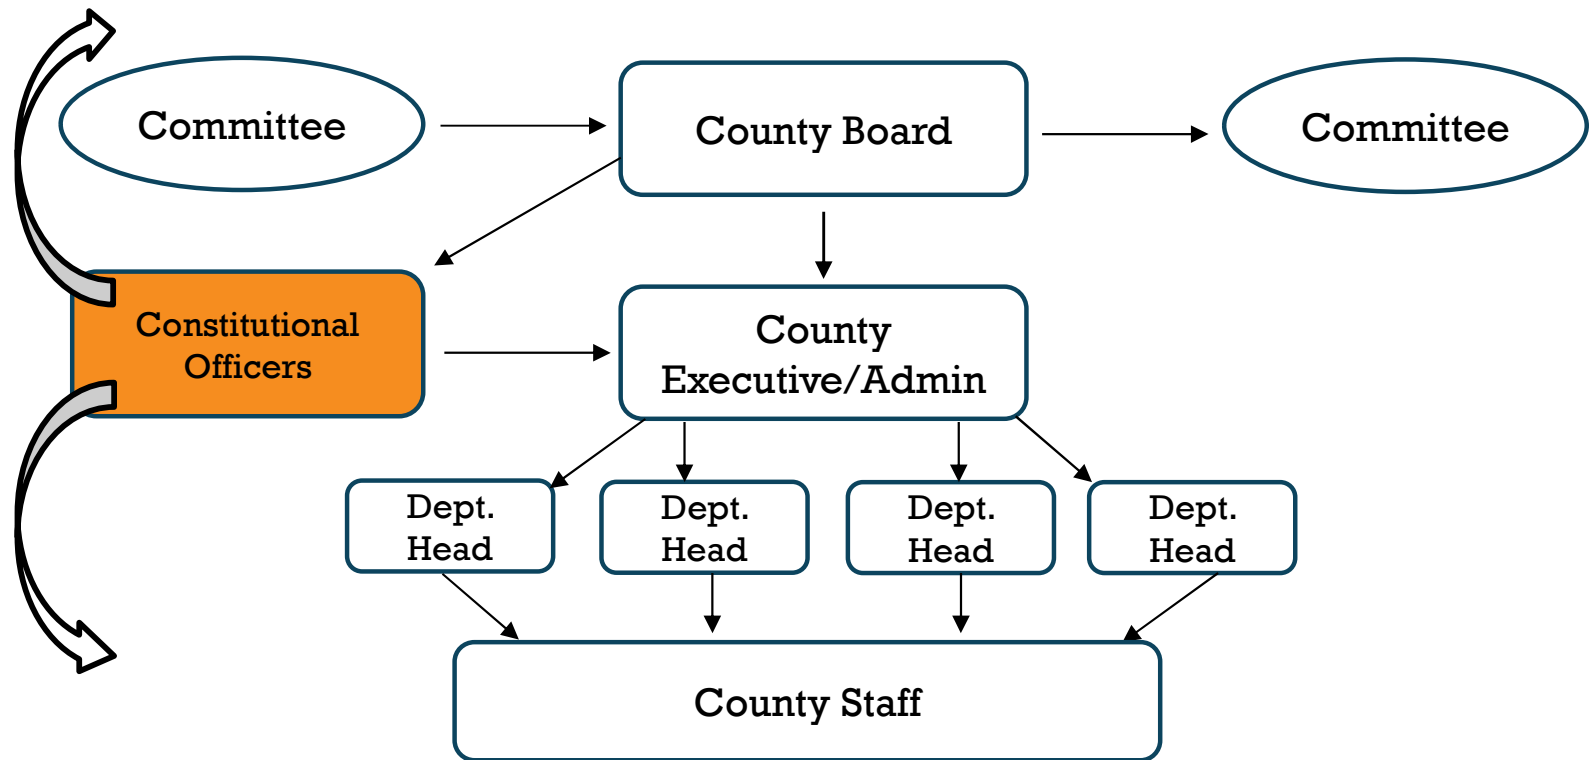 Committee
County Board
Committee
Constitutional
Officers
County
Executive/Admin
Dept.
Head
Dept.
Head
Dept.
Head
Dept.
Head
County Staff